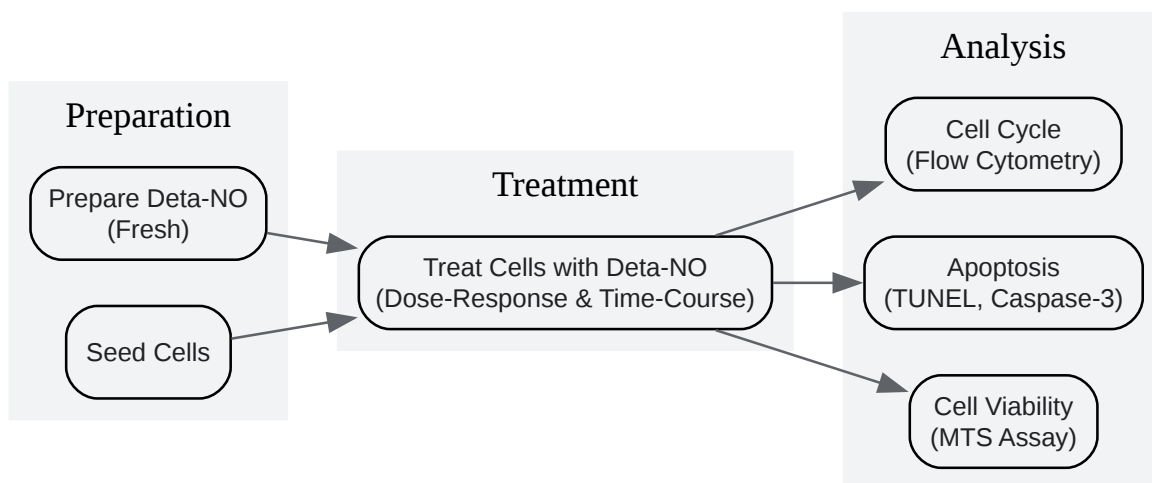 Preparation
Prepare Deta-NO
(Fresh)
Seed Cells
Treatment
Treat Cells with Deta-NO
(Dose-Response & Time-Course)
Analysis
Cell Cycle
(Flow Cytometry)
Apoptosis
(TUNEL, Caspase-3)
Cell Viability
(MTS Assay)